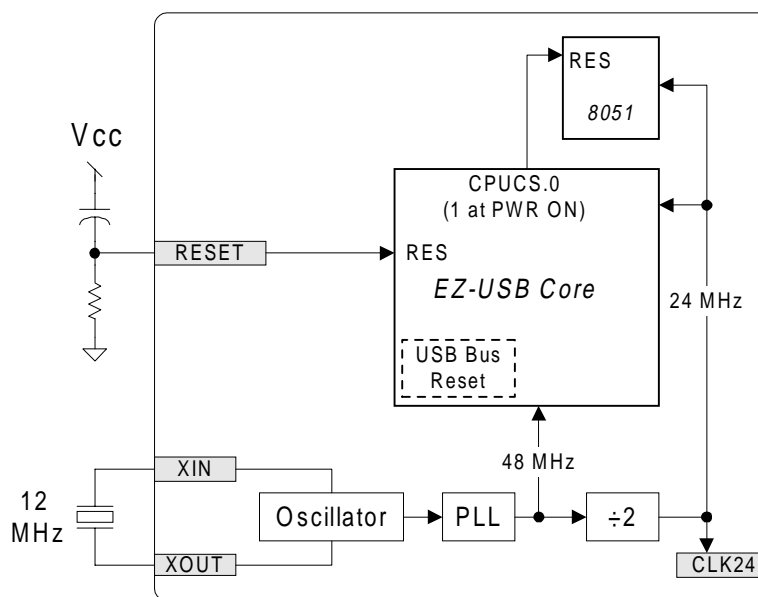 RES
8051
Vcc
CPUCS.0
(1 at PWR ON)
RESET
RES
EZ-USB Core
24 MHz
USB Bus
Reset
XIN
48 MHz
12
MHz
Oscillator
PLL
÷2
XOUT
CLK24